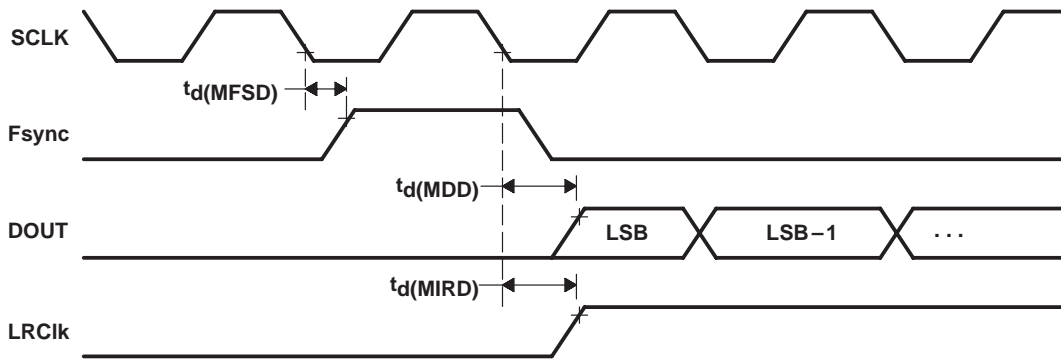 SCLK
td(MFSD)
Fsync
td(MDD)
DOUT
LSB
LSB–1
...
td(MIRD)
LRClk